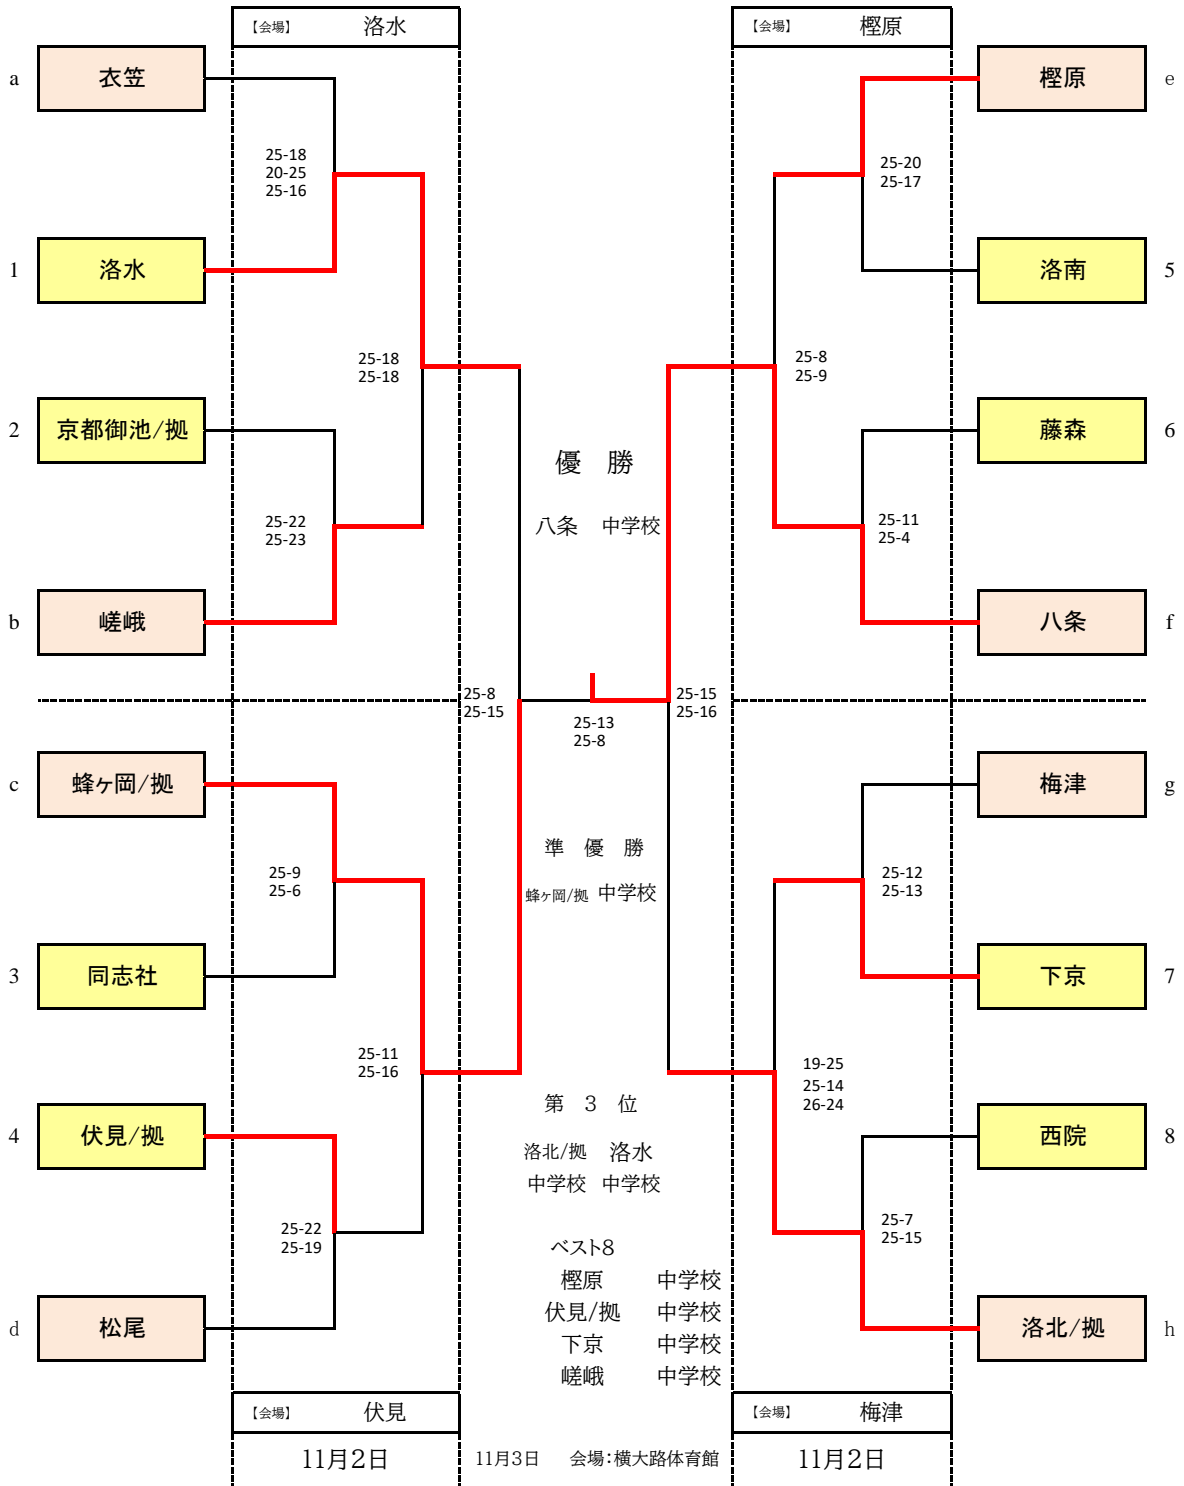 【会場】 洛水
【会場】 樫原
a 衣笠
樫原 e
25-18
20-25
25-16
25-20
25-17
1 洛水
洛南 5
25-18
25-18
25-8
25-9
2 京都御池/拠
藤森 6
優 勝
八条 中学校
25-22
25-23
25-11
25-4
b 嵯峨
八条 f
25-8
25-15
25-13
25-8
25-15
25-16
c 蜂ヶ岡/拠
梅津 g
準 優 勝
蜂ヶ岡/拠 中学校
25-9
25-6
25-12
25-13
3 同志社
下京 7
25-11
25-16
19-25
25-14
26-24
第 3 位
洛北/拠 洛水
中学校 中学校
4 伏見/拠
西院 8
25-22
25-19
25-7
25-15
ベスト8
樫原 中学校
伏見/拠 中学校
下京 中学校
嵯峨 中学校
d 松尾
洛北/拠 h
【会場】 伏見
【会場】 梅津
11月2日
11月3日 会場:横大路体育館
11月2日